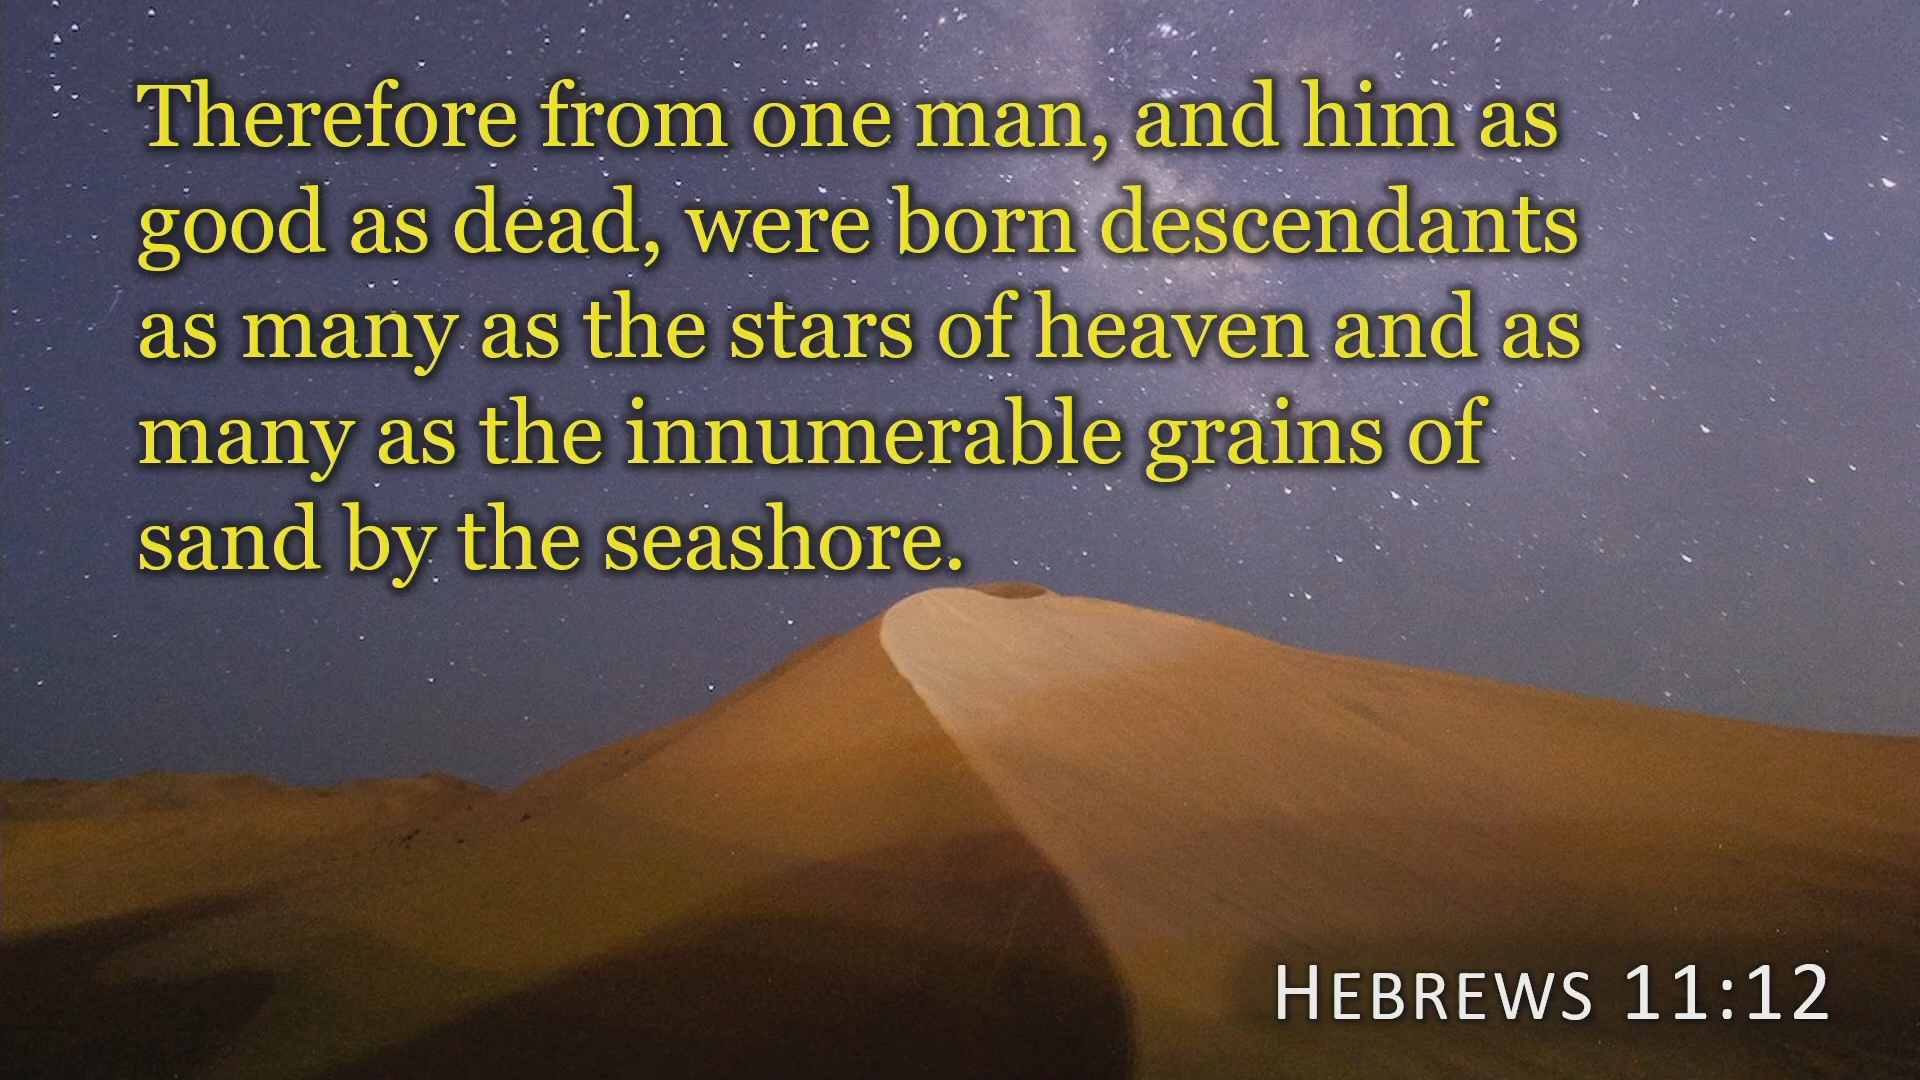 Therefore from one man, and him as
good as dead, were born descendants
as many as the stars of heaven and as
many as the innumerable grains of
sand by the seashore.
Hebrews 11:12